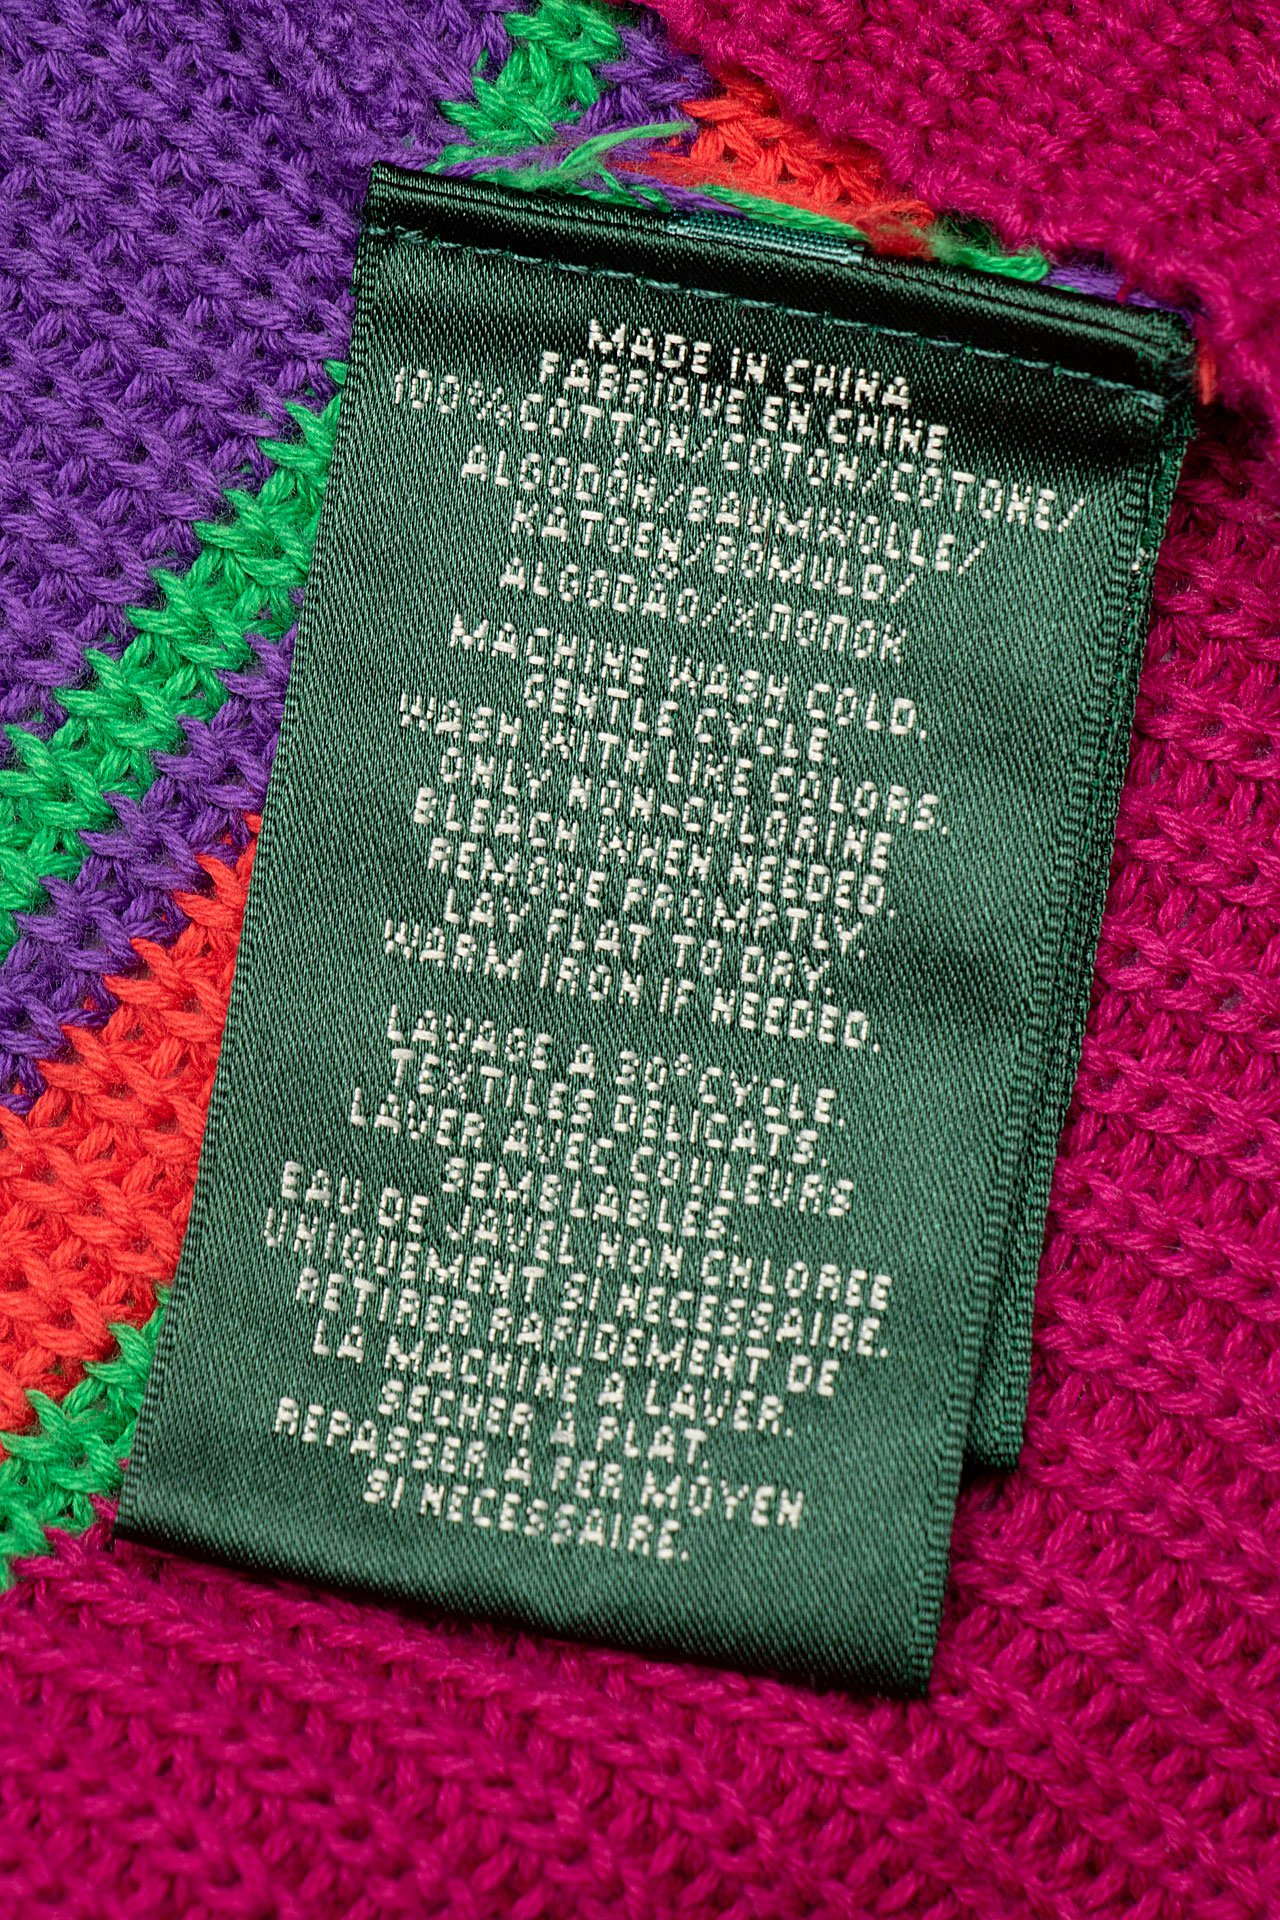 MADE IN CHINA
FABRIQUE EN CHINE
100% COTTON/COTON/COTONE/
ALGODÓN/BAUMWOLLE/
KATOEN/BOMULD/
ALGODÃO/ХЛОПОК
MACHINE WASH COLD,
GENTLE CYCLE.
WASH WITH LIKE COLORS.
ONLY NON-CHLORINE
BLEACH WHEN NEEDED.
REMOVE PROMPTLY.
LAY FLAT TO DRY.
WARM IRON IF NEEDED.
LAVAGE A 30° CYCLE
TEXTILES DELICATS.
LAVER AVEC COULEURS
SEMBLABLES.
EAU DE JAVEL NON CHLOREE
UNIQUEMENT SI NECESSAIRE.
RETIRER RAPIDEMENT DE
LA MACHINE A LAVER.
SECHER A PLAT.
REPASSER A FER MOYEN
SI NECESSAIRE.